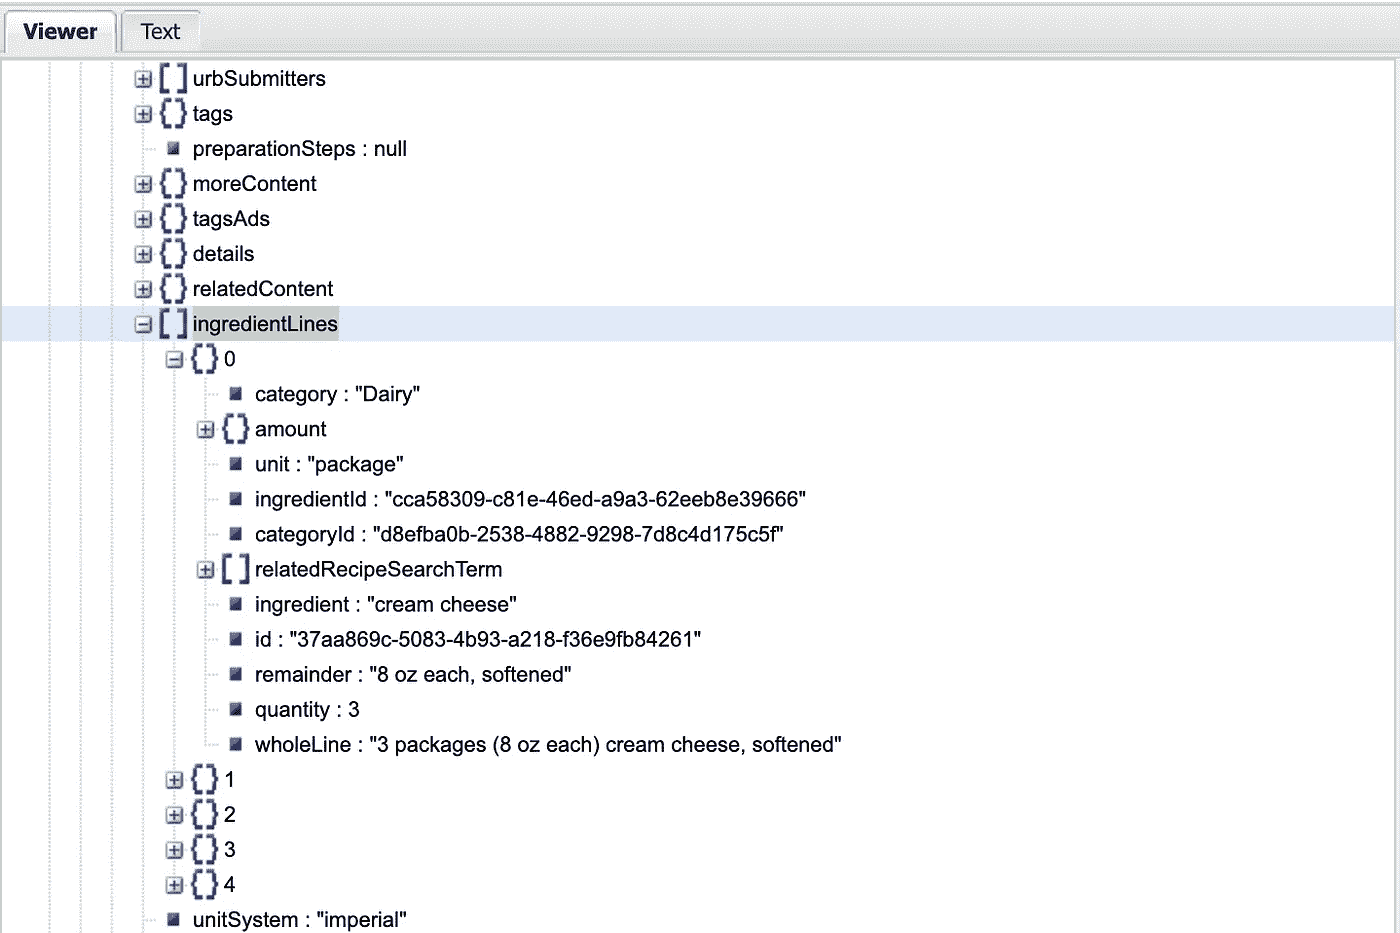 Viewer Text
[] urbSubmitters
{} tags
preparationSteps : null
{} moreContent
{} tagsAds
{} details
{} relatedContent
[] ingredientLines
{} 0
category : "Dairy"
{} amount
unit : "package"
ingredientId : "cca58309-c81e-46ed-a9a3-62eeb8e39666"
categoryId : "d8efba0b-2538-4882-9298-7d8c4d175c5f"
[] relatedRecipeSearchTerm
ingredient : "cream cheese"
id : "37aa869c-5083-4b93-a218-f36e9fb84261"
remainder : "8 oz each, softened"
quantity : 3
wholeLine : "3 packages (8 oz each) cream cheese, softened"
{} 1
{} 2
{} 3
{} 4
unitSystem : "imperial"